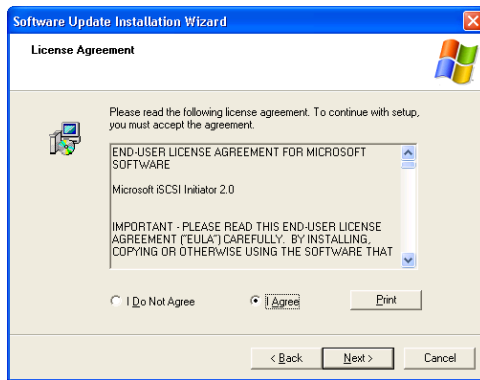 Software Update Installation Wizard
License Agreement
Please read the following license agreement. To continue with setup,
you must accept the agreement.
END-USER LICENSE AGREEMENT FOR MICROSOFT
SOFTWARE
Microsoft iSCSI Initiator 2.0
IMPORTANT - PLEASE READ THIS END-USER LICENSE
AGREEMENT ("EULA") CAREFULLY. BY INSTALLING,
COPYING OR OTHERWISE USING THE SOFTWARE THAT
I Do Not Agree
I Agree
Print
< Back
Next >
Cancel